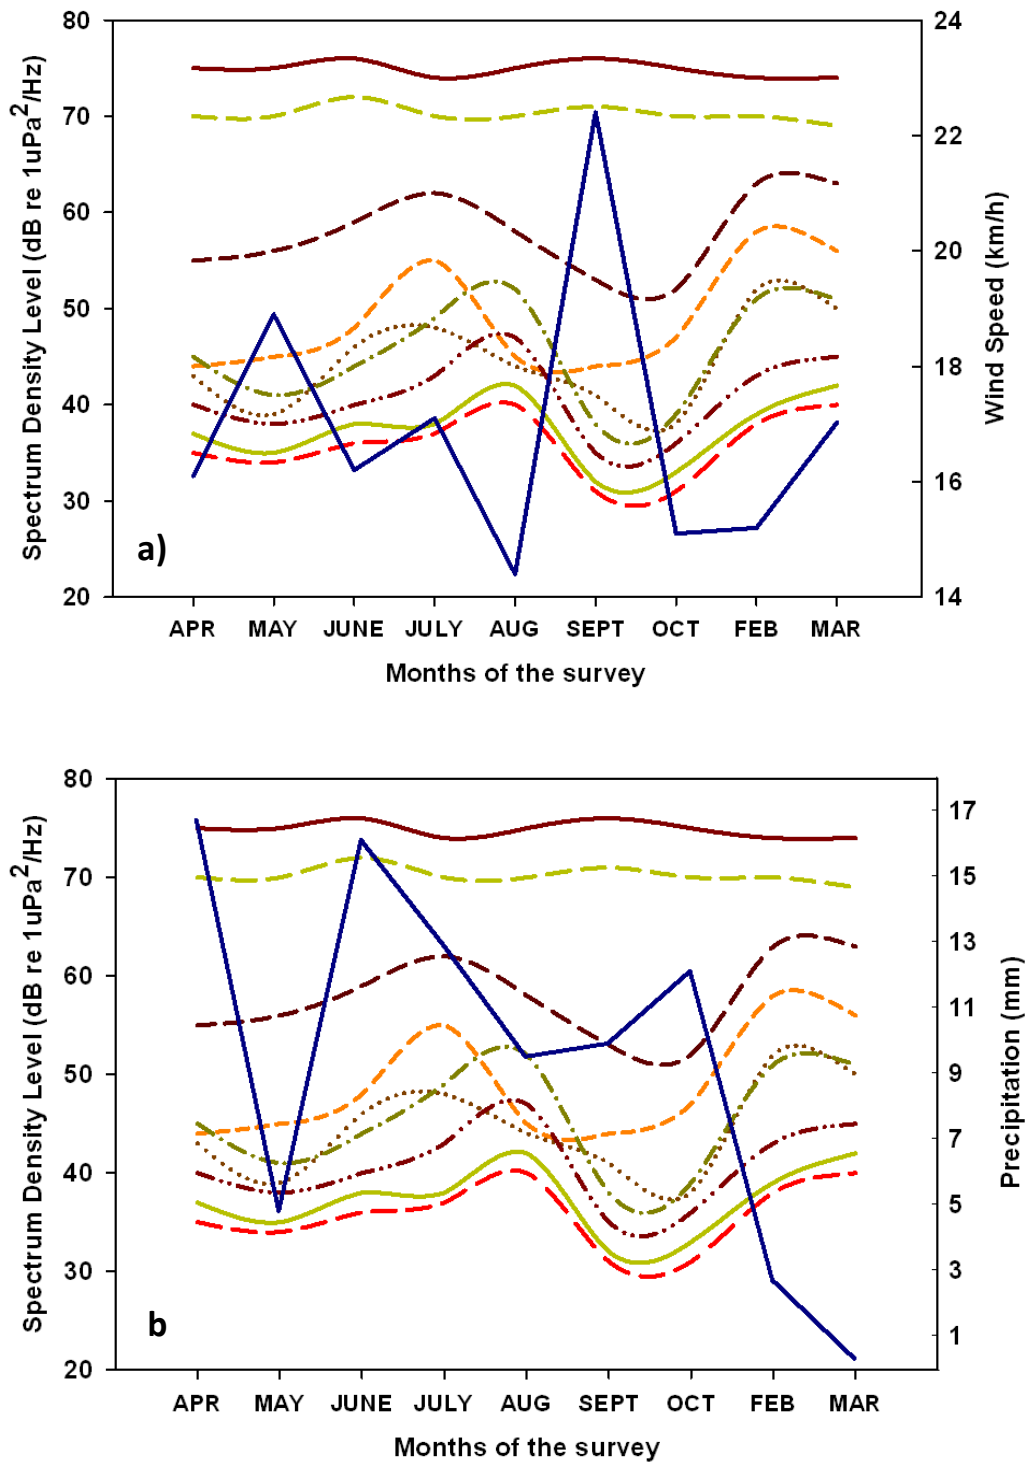 80
70
60
50
40
30
20
Spectrum Density Level (dB re 1uPa²/Hz)
24
22
20
18
16
14
Wind Speed (km/h)
a)
APR MAY JUNE JULY AUG SEPT OCT FEB MAR
Months of the survey
80
70
60
50
40
30
20
Spectrum Density Level (dB re 1uPa²/Hz)
17
15
13
11
9
7
5
3
1
Precipitation (mm)
b
APR MAY JUNE JULY AUG SEPT OCT FEB MAR
Months of the survey